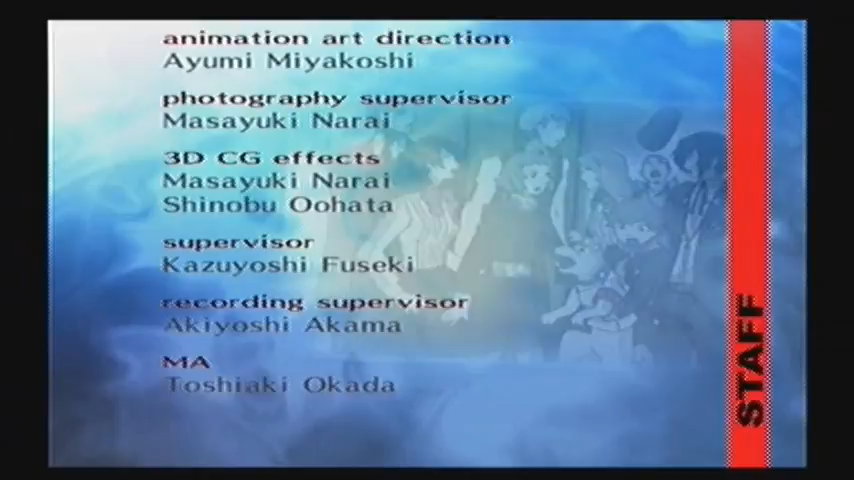 animation art direction
Ayumi Miyakoshi
photography supervisor
Masayuki Narai
3D CG effects
Masayuki Narai
Shinobu Oohata
supervisor
Kazuyoshi Fuseki
recording supervisor
Akiyoshi Akama
MA
Toshiaki Okada
STAFF